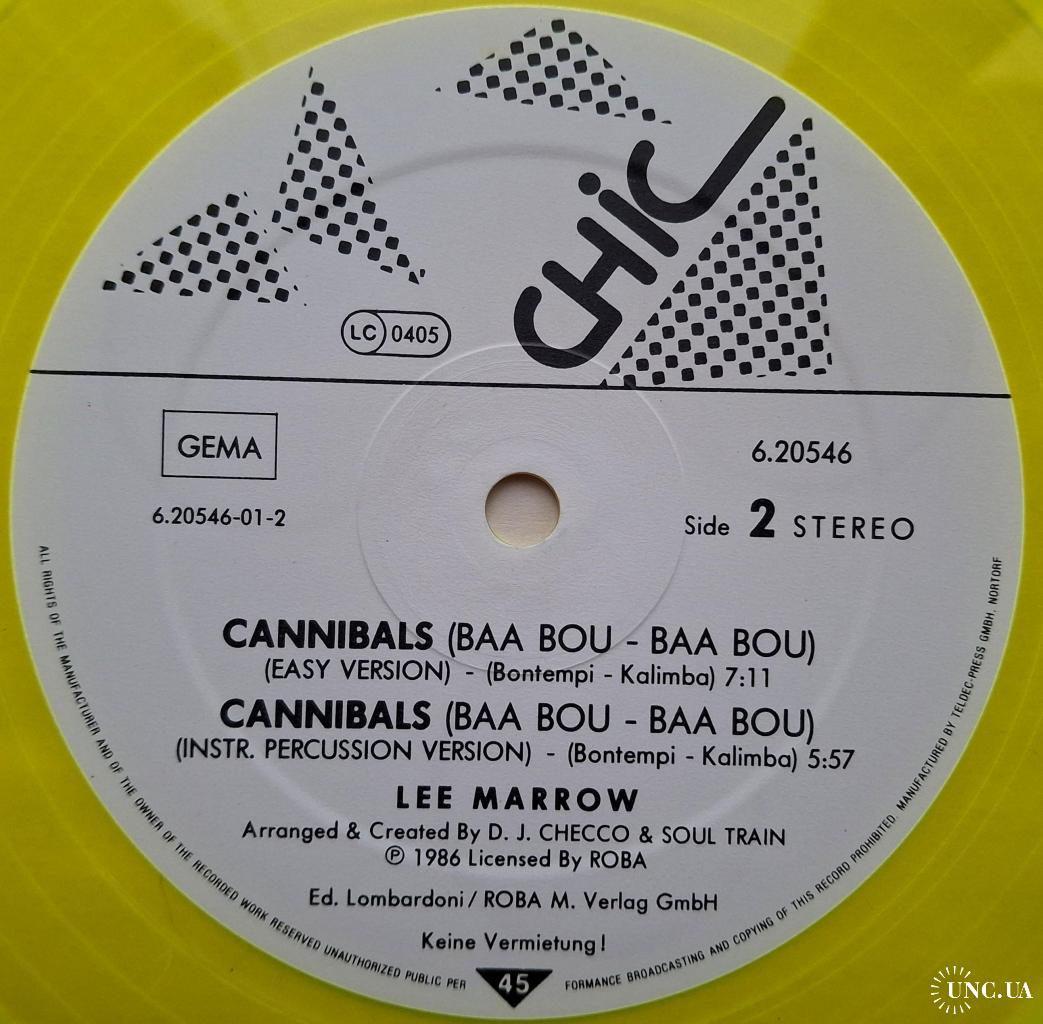 CHIC
LC 0405
GEMA
6.20546
6.20546-01-2
Side 2 STEREO
CANNIBALS (BAA BOU - BAA BOU)
(EASY VERSION) - (Bontempi - Kalimba) 7:11
CANNIBALS (BAA BOU - BAA BOU)
(INSTR. PERCUSSION VERSION) - (Bontempi - Kalimba) 5:57
LEE MARROW
Arranged & Created By D. J. CHECCO & SOUL TRAIN
℗ 1986 Licensed By ROBA
Ed. Lombardoni/ ROBA M. Verlag GmbH
Keine Vermietung!
45
ALL RIGHTS OF THE MANUFACTURER AND OF THE OWNER OF THE RECORDED WORK RESERVED UNAUTHORIZED PUBLIC PER FORMANCE BROADCASTING AND COPYING OF THIS RECORD PROHIBITED. MANUFACTURED BY TELDEC-PRESS GMBH, NORTORF
UNC.UA